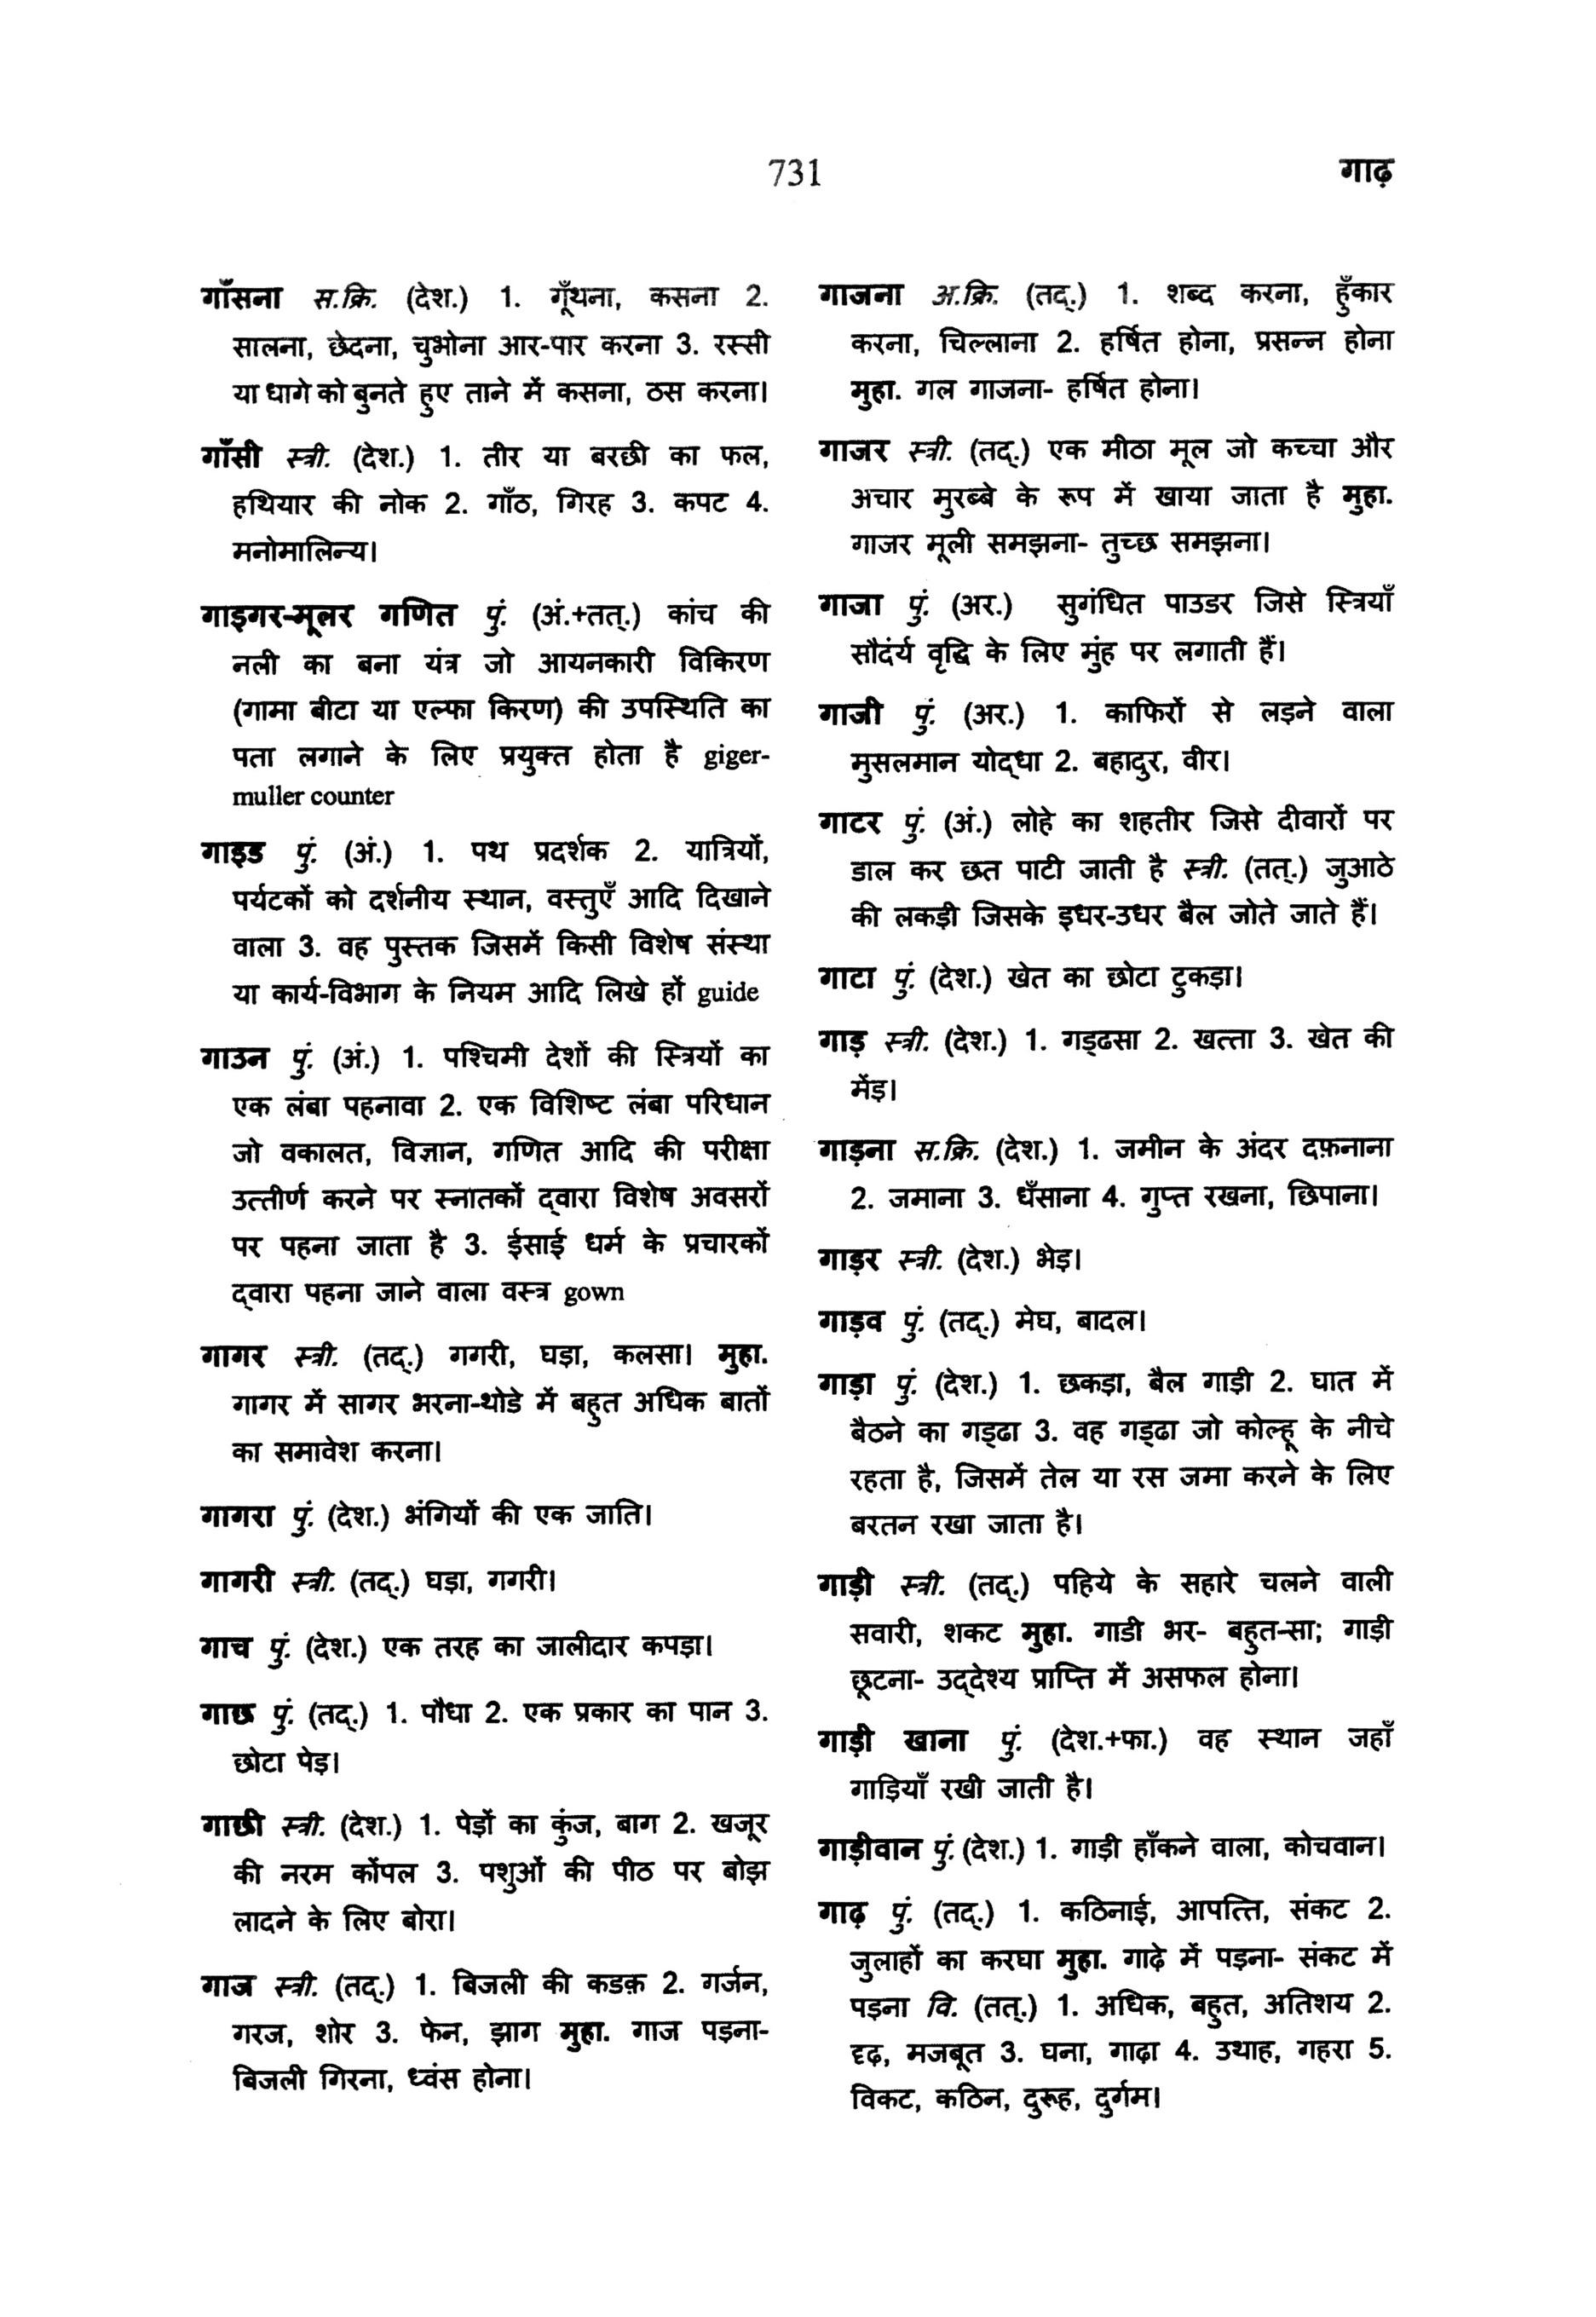 731
गाढ़
गाँसना स.क्रि. (देश.) 1. गूँथना, कसना 2.
सालना, छेदना, चुभोना आर-पार करना 3. रस्सी
या धागे को बुनते हुए ताने में कसना, ठस करना।
गाँसी स्त्री. (देश.) 1. तीर या बरछी का फल,
हथियार की नोक 2. गाँठ, गिरह 3. कपट 4.
मनोमालिन्य।
गाइगर-मूलर गणित पुं. (अं.+तत्.) कांच की
नली का बना यंत्र जो आयनकारी विकिरण
(गामा बीटा या एल्फा किरण) की उपस्थिति का
पता लगाने के लिए प्रयुक्त होता है giger-
muller counter
गाइड पुं. (अं.) 1. पथ प्रदर्शक 2. यात्रियों,
पर्यटकों को दर्शनीय स्थान, वस्तुएँ आदि दिखाने
वाला 3. वह पुस्तक जिसमें किसी विशेष संस्था
या कार्य-विभाग के नियम आदि लिखे हों guide
गाउन पुं. (अं.) 1. पश्चिमी देशों की स्त्रियों का
एक लंबा पहनावा 2. एक विशिष्ट लंबा परिधान
जो वकालत, विज्ञान, गणित आदि की परीक्षा
उत्तीर्ण करने पर स्नातकों द्वारा विशेष अवसरों
पर पहना जाता है 3. ईसाई धर्म के प्रचारकों
द्वारा पहना जाने वाला वस्त्र gown
गागर स्त्री. (तद्.) गगरी, घड़ा, कलसा। मुहा.
गागर में सागर भरना-थोडे में बहुत अधिक बातों
का समावेश करना।
गागरा पुं. (देश.) भंगियों की एक जाति।
गागरी स्त्री. (तद्.) घड़ा, गगरी।
गाच पुं. (देश.) एक तरह का जालीदार कपड़ा।
गाछ पुं. (तद्.) 1. पौधा 2. एक प्रकार का पान 3.
छोटा पेड़।
गाछी स्त्री. (देश.) 1. पेड़ों का कुंज, बाग 2. खजूर
की नरम कोंपल 3. पशुओं की पीठ पर बोझ
लादने के लिए बोरा।
गाज स्त्री. (तद्.) 1. बिजली की कडक़ 2. गर्जन,
गरज, शोर 3. फेन, झाग मुहा. गाज पड़ना-
बिजली गिरना, ध्वंस होना।
गाजना अ.क्रि. (तद्.) 1. शब्द करना, हुँकार
करना, चिल्लाना 2. हर्षित होना, प्रसन्न होना
मुहा. गल गाजना- हर्षित होना।
गाजर स्त्री. (तद्.) एक मीठा मूल जो कच्चा और
अचार मुरब्बे के रूप में खाया जाता है मुहा.
गाजर मूली समझना- तुच्छ समझना।
गाजा पुं. (अर.) सुगंधित पाउडर जिसे स्त्रियाँ
सौदंर्य वृद्धि के लिए मुंह पर लगाती हैं।
गाजी पुं. (अर.) 1. काफिरों से लड़ने वाला
मुसलमान योद्धा 2. बहादुर, वीर।
गाटर पुं. (अं.) लोहे का शहतीर जिसे दीवारों पर
डाल कर छत पाटी जाती है स्त्री. (तत्.) जुआठे
की लकड़ी जिसके इधर-उधर बैल जोते जाते हैं।
गाटा पुं. (देश.) खेत का छोटा टुकड़ा।
गाड़ स्त्री. (देश.) 1. गड्ढसा 2. खत्ता 3. खेत की
मेंड़।
गाड़ना स.क्रि. (देश.) 1. जमीन के अंदर दफ़नाना
2. जमाना 3. धँसाना 4. गुप्त रखना, छिपाना।
गाड़र स्त्री. (देश.) भेड़।
गाड़व पुं. (तद्.) मेघ, बादल।
गाड़ा पुं. (देश.) 1. छकड़ा, बैल गाड़ी 2. घात में
बैठने का गड्ढा 3. वह गड्ढा जो कोल्हू के नीचे
रहता है, जिसमें तेल या रस जमा करने के लिए
बरतन रखा जाता है।
गाड़ी स्त्री. (तद्.) पहिये के सहारे चलने वाली
सवारी, शकट मुहा. गाडी भर- बहुत-सा; गाड़ी
छूटना- उद्देश्य प्राप्ति में असफल होना।
गाड़ी खाना पुं. (देश.+फा.) वह स्थान जहाँ
गाड़ियाँ रखी जाती है।
गाड़ीवान पुं. (देश.) 1. गाड़ी हाँकने वाला, कोचवान।
गाढ़ पुं. (तद्.) 1. कठिनाई, आपत्ति, संकट 2.
जुलाहों का करघा मुहा. गाढ़े में पड़ना- संकट में
पड़ना वि. (तत्.) 1. अधिक, बहुत, अतिशय 2.
दृढ़, मजबूत 3. घना, गाढ़ा 4. उथाह, गहरा 5.
विकट, कठिन, दुरूह, दुर्गम।